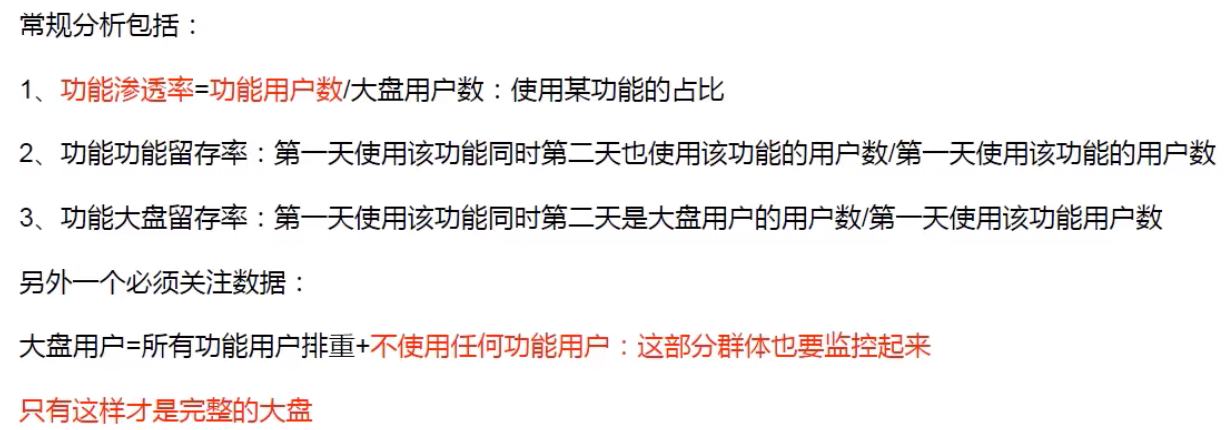 常规分析包括：
1、功能渗透率=功能用户数/大盘用户数：使用某功能的占比
2、功能功能留存率：第一天使用该功能同时第二天也使用该功能的用户数/第一天使用该功能的用户数
3、功能大盘留存率：第一天使用该功能同时第二天是大盘用户的用户数/第一天使用该功能用户数
另外一个必须关注数据：
大盘用户=所有功能用户排重+不使用任何功能用户：这部分群体也要监控起来
只有这样才是完整的大盘